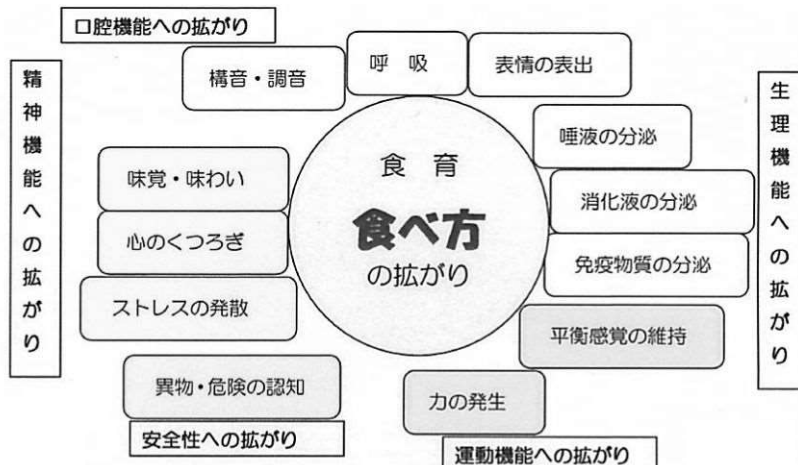 口腔機能への拡がり
構音・調音
呼 吸
表情の表出
精神機能への拡がり
生理機能への拡がり
唾液の分泌
味覚・味わい
消化液の分泌
心のくつろぎ
免疫物質の分泌
ストレスの発散
平衡感覚の維持
食 育
食べ方
の拡がり
異物・危険の認知
力の発生
安全性への拡がり
運動機能への拡がり